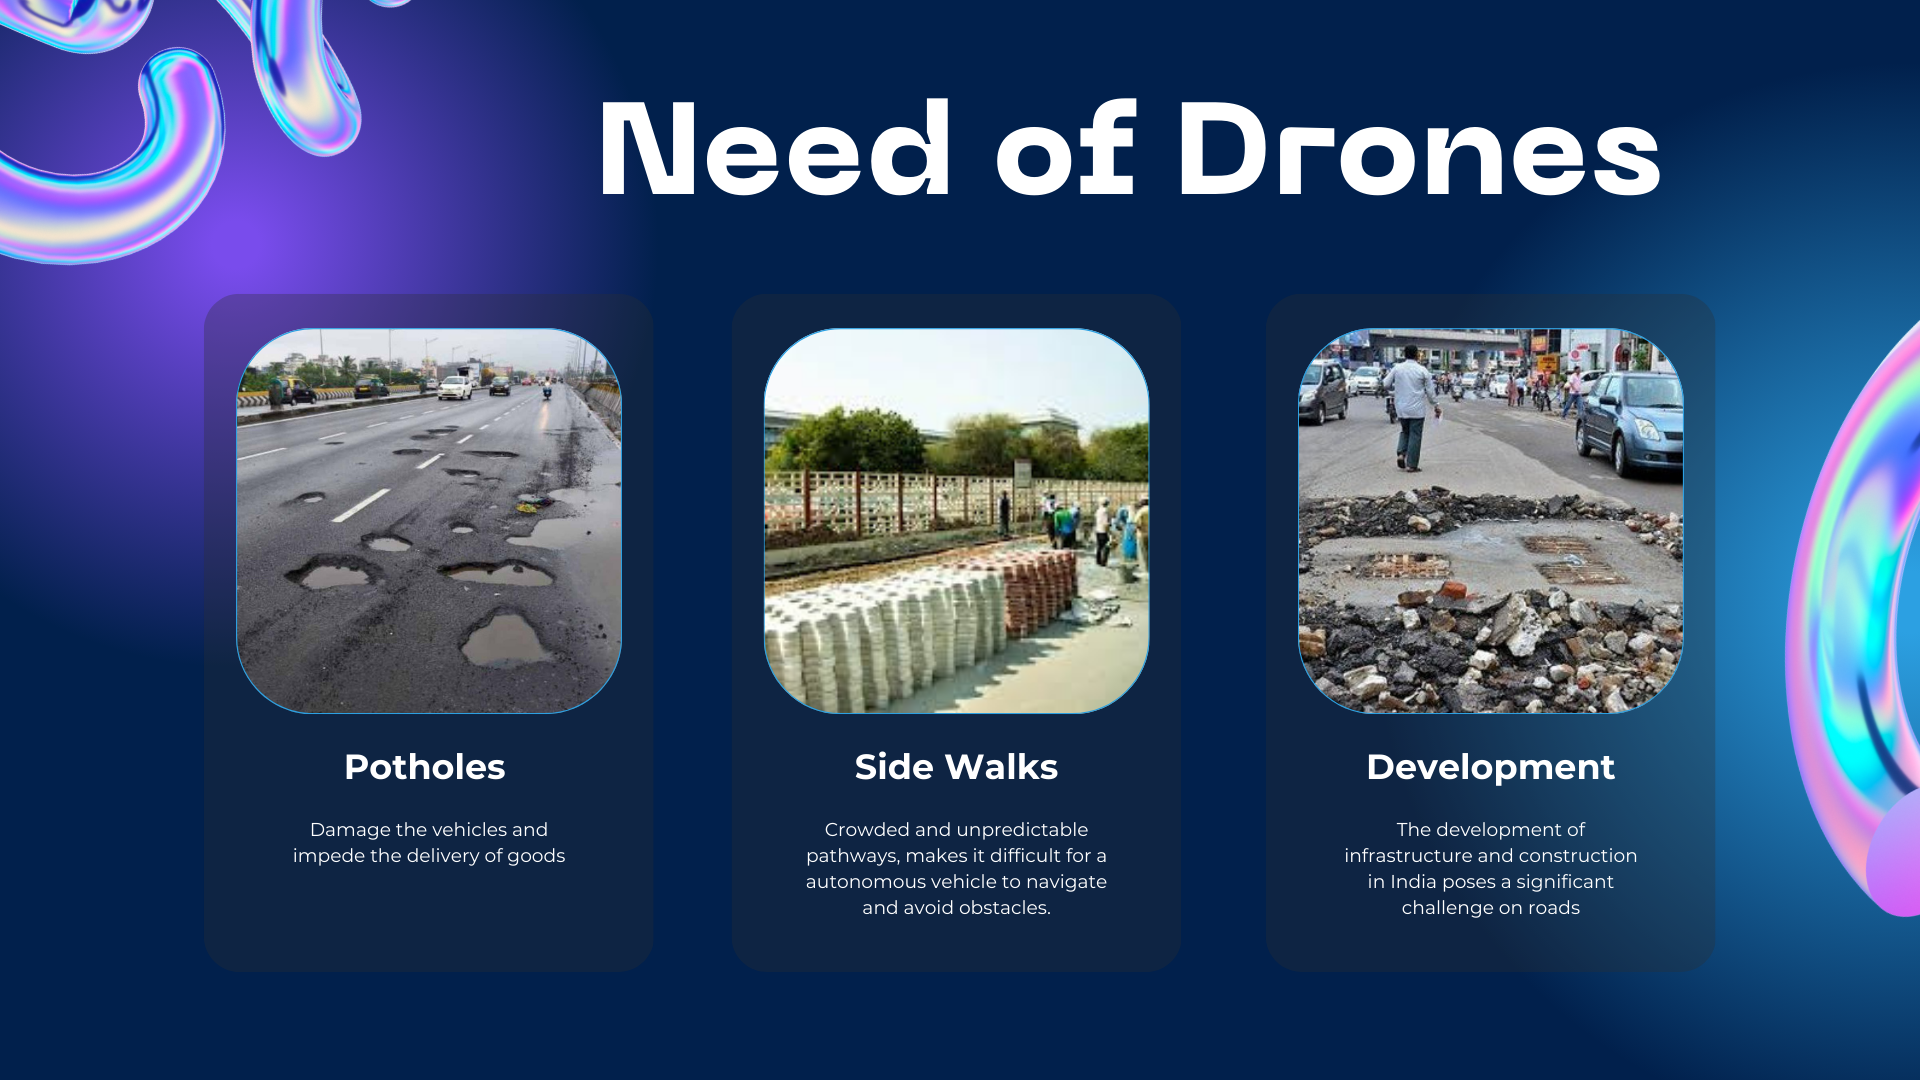 Need of Drones
Potholes
Damage the vehicles and
impede the delivery of goods
Side Walks
Crowded and unpredictable
pathways, makes it difficult for a
autonomous vehicle to navigate
and avoid obstacles.
Development
The development of
infrastructure and construction
in India poses a significant
challenge on roads